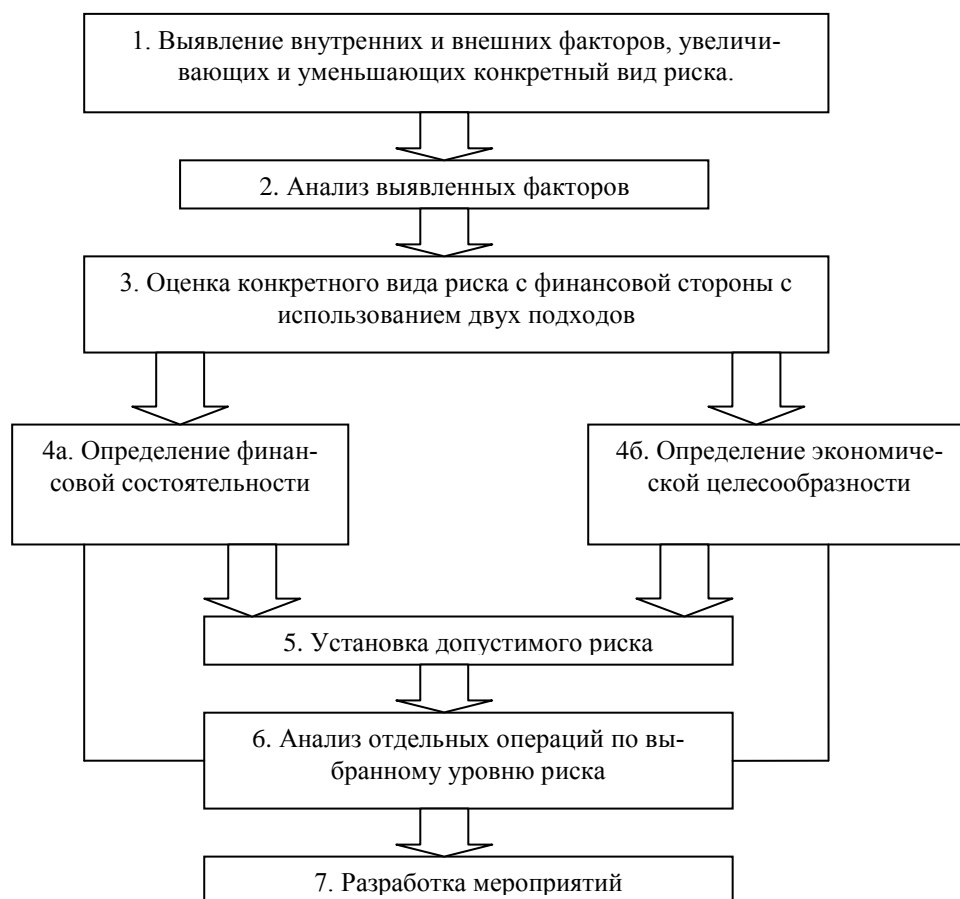 1. Выявление внутренних и внешних факторов, увеличи-
вающих и уменьшающих конкретный вид риска.
2. Анализ выявленных факторов
3. Оценка конкретного вида риска с финансовой стороны с
использованием двух подходов
4а. Определение финан-
совой состоятельности
4б. Определение экономиче-
ской целесообразности
5. Установка допустимого риска
6. Анализ отдельных операций по вы-
бранному уровню риска
7. Разработка мероприятий